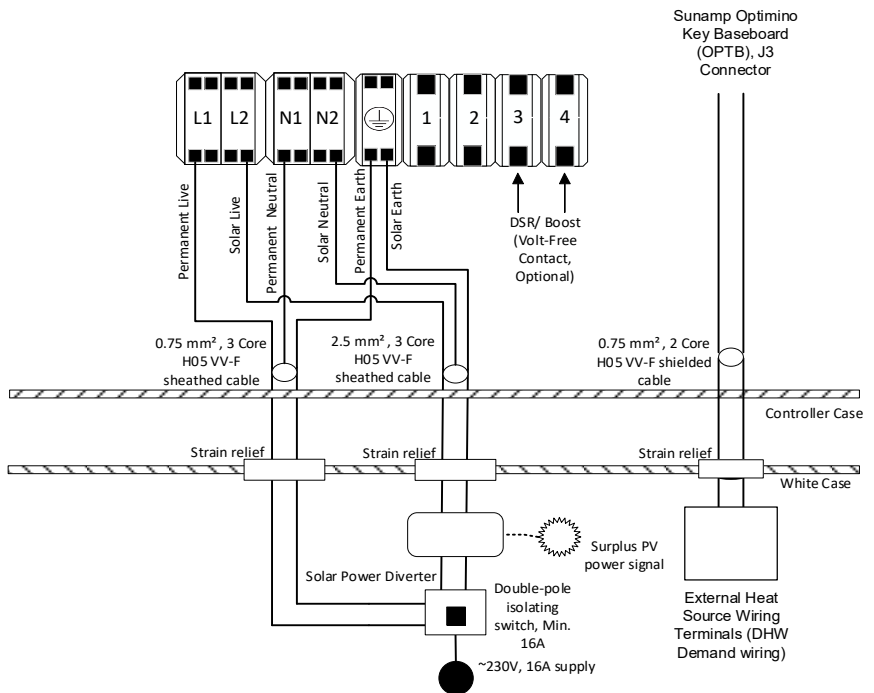 Sunamp Optimino
Key Baseboard
(OPTB), J3
Connector
L1
L2
N1
N2
1
2
3
4
Permanent Live
Solar Live
Permanent Neutral
Solar Neutral
Permanent Earth
Solar Earth
DSR/ Boost
(Volt-Free
Contact,
Optional)
0.75 mm², 3 Core
H05 VV-F
sheathed cable
2.5 mm², 3 Core
H05 VV-F
sheathed cable
0.75 mm², 2 Core
H05 VV-F shielded
cable
Controller Case
Strain relief
Strain relief
Strain relief
White Case
Surplus PV
power signal
Solar Power Diverter
Double-pole
isolating
switch, Min.
16A
~230V, 16A supply
External Heat
Source Wiring
Terminals (DHW
Demand wiring)